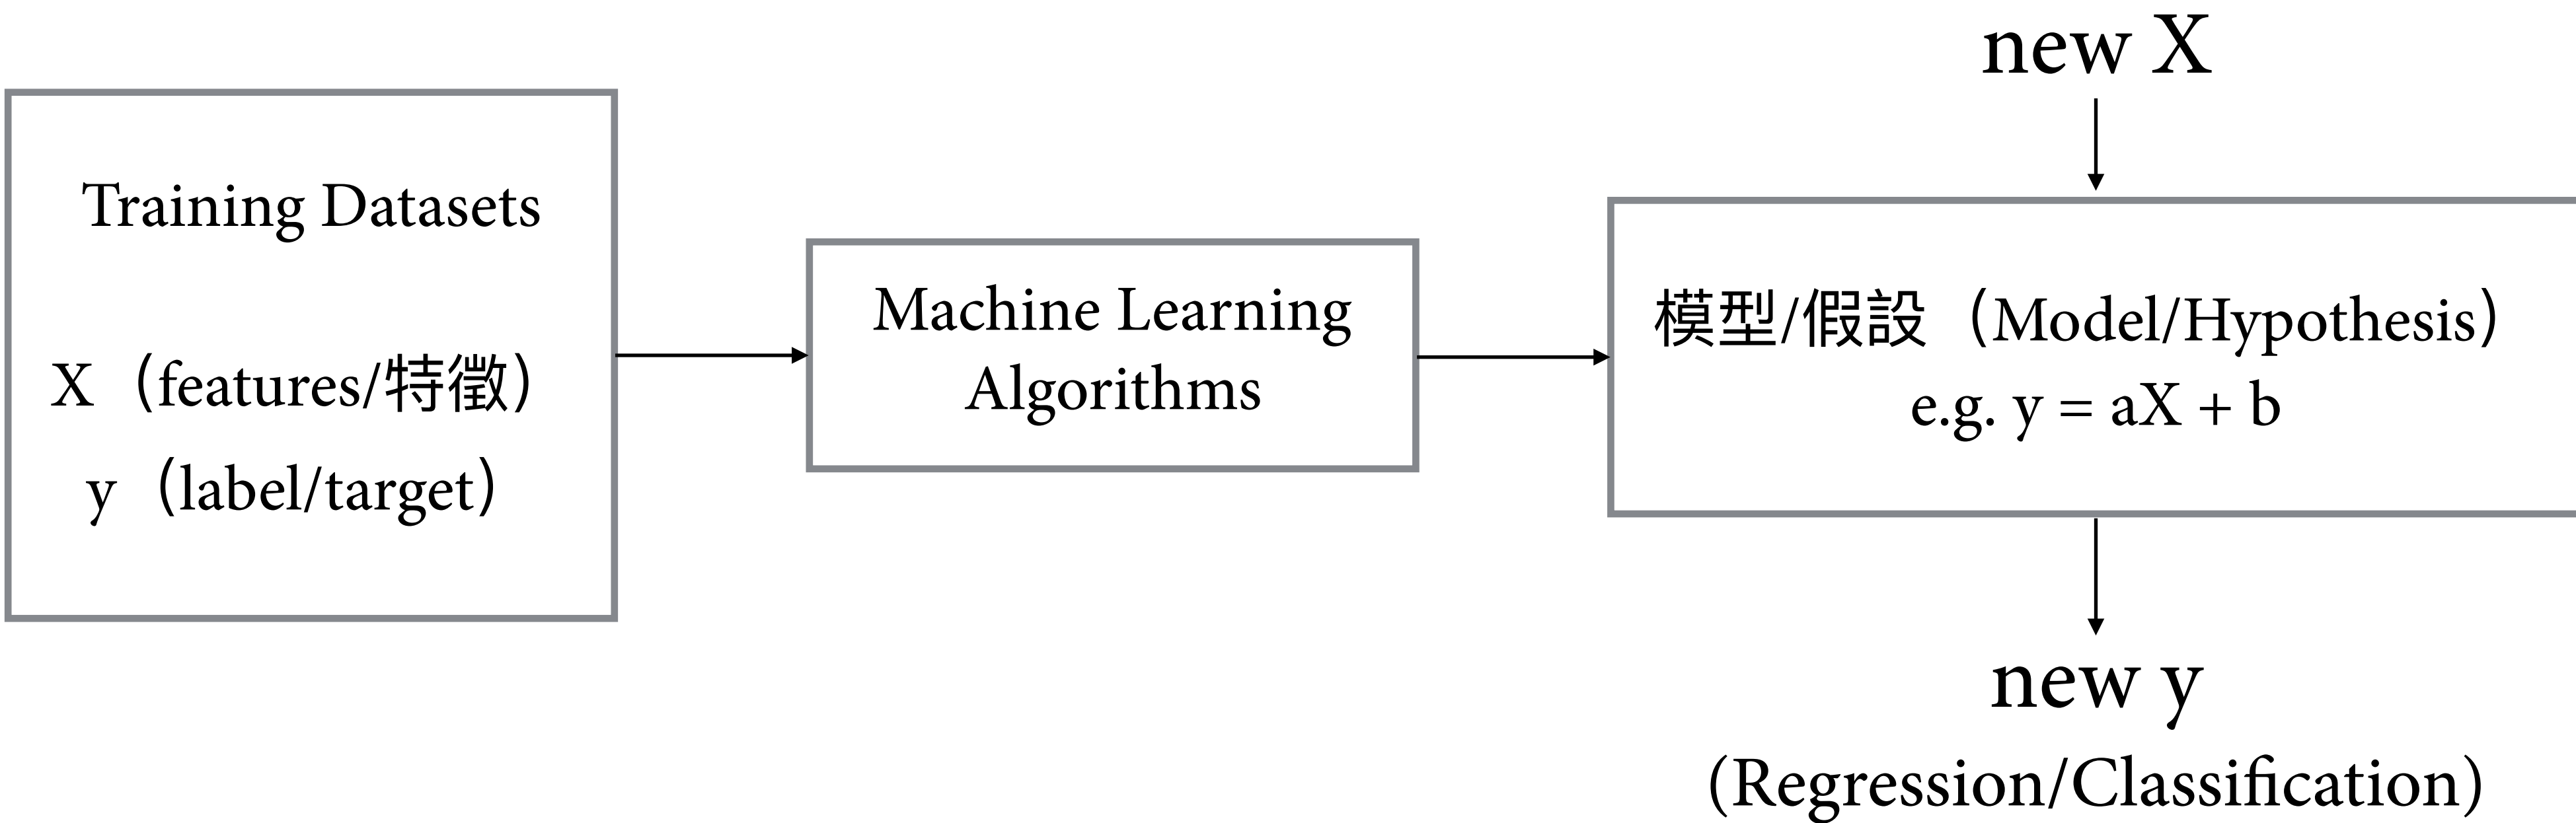 Training Datasets
X（features/特徵）
y（label/target）
Machine Learning
Algorithms
new X
模型/假設（Model/Hypothesis）
e.g. y = aX + b
new y
(Regression/Classification)